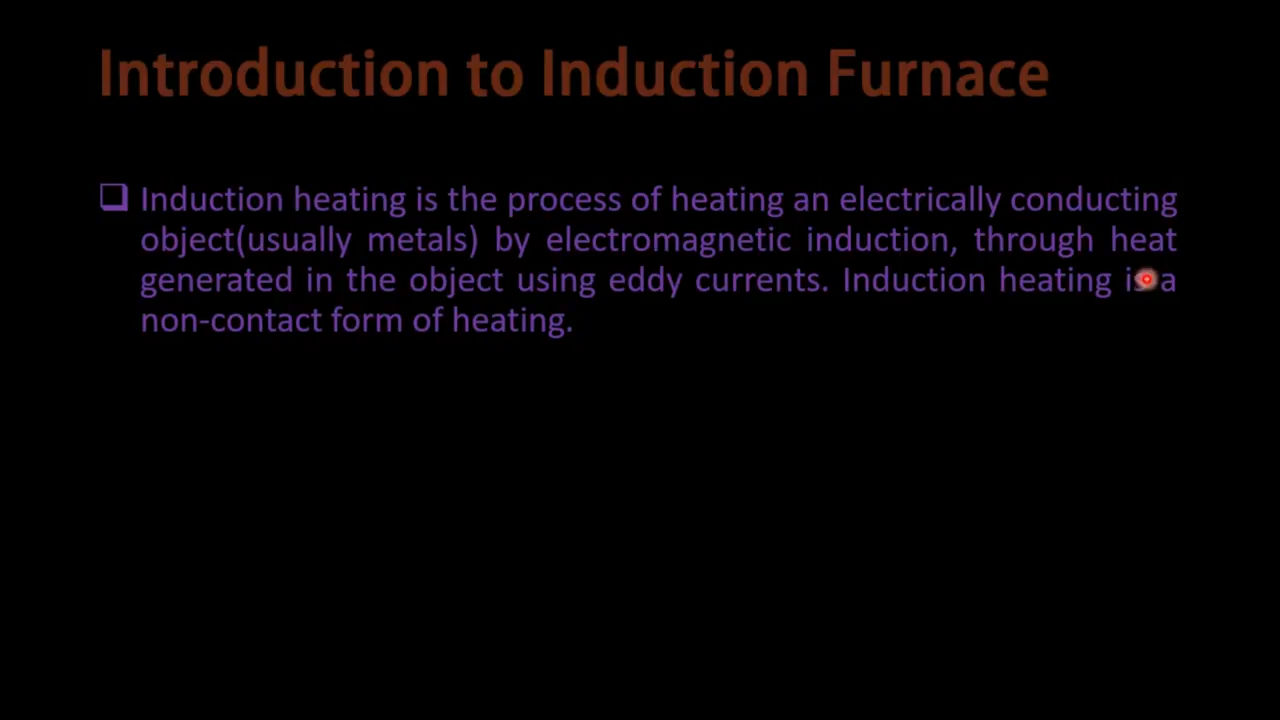 Introduction to Induction Furnace
Induction heating is the process of heating an electrically conducting
object(usually metals) by electromagnetic induction, through heat
generated in the object using eddy currents. Induction heating is a
non-contact form of heating.